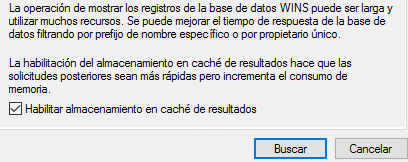 La operación de mostrar los registros de la base de datos WINS puede ser larga y
utilizar muchos recursos. Se puede mejorar el tiempo de respuesta de la base de
datos filtrando por prefijo de nombre específico o por propietario único.
La habilitación del almacenamiento en caché de resultados hace que las
solicitudes posteriores sean más rápidas pero incrementa el consumo de
memoria.
Habilitar almacenamiento en caché de resultados
Buscar
Cancelar